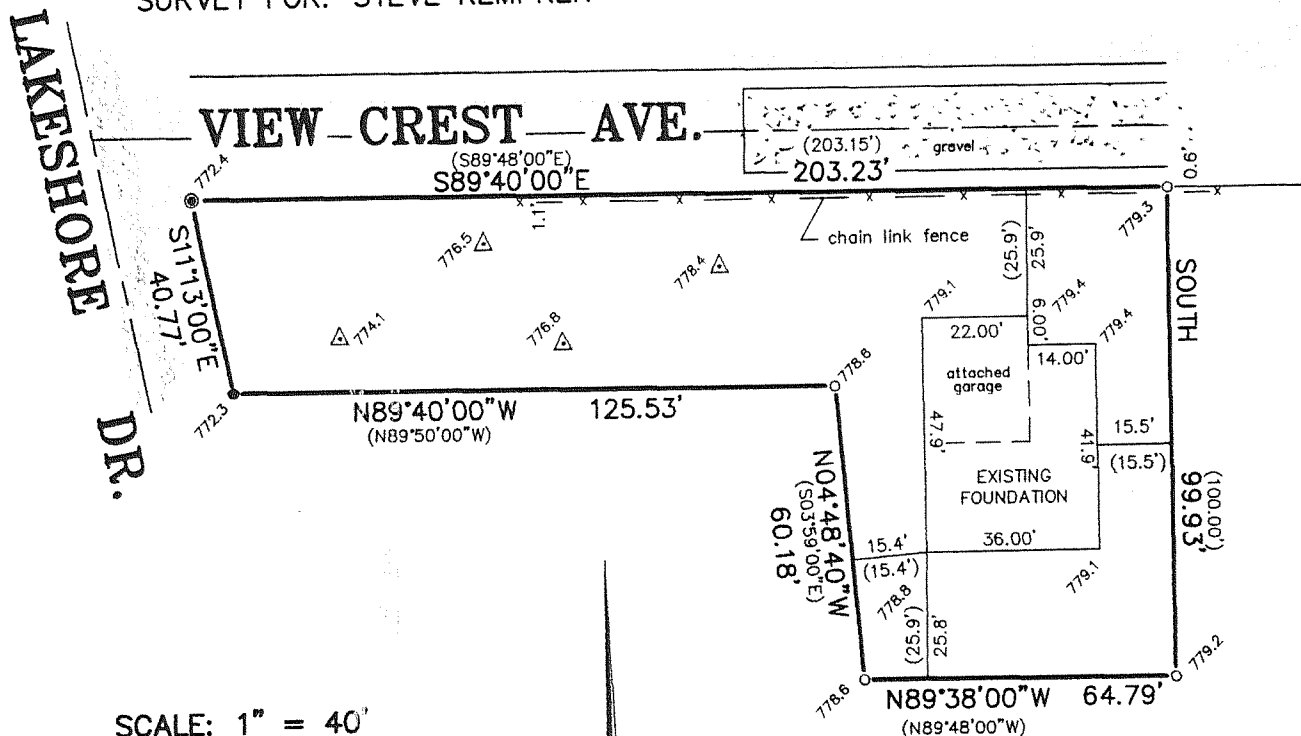 LAKESHORE
DR.
VIEW CREST AVE.
(S89°48'00"E)
S89°40'00"E
(203.15')
203.23'
gravel
0.9'
772.4
S11°13'00"E
40.77'
772.3
1.1'
776.5
778.4
774.1
776.8
chain link fence
779.3
(25.9')
25.9'
779.1
779.4
6.00'
779.4
22.00'
14.00'
attached
garage
SOUTH
778.6
N89°40'00"W 125.53'
(N89°50'00"W)
47.9'
41.9'
15.5'
(15.5')
EXISTING
FOUNDATION
(100.00')
99.93'
N04°48'40"W
(S03°59'00"E)
60.18'
15.4'
(15.4')
36.00'
778.8
779.1
(25.9')
25.8'
778.6
779.2
N89°38'00"W 64.79'
(N89°48'00"W)
SCALE: 1" = 40'